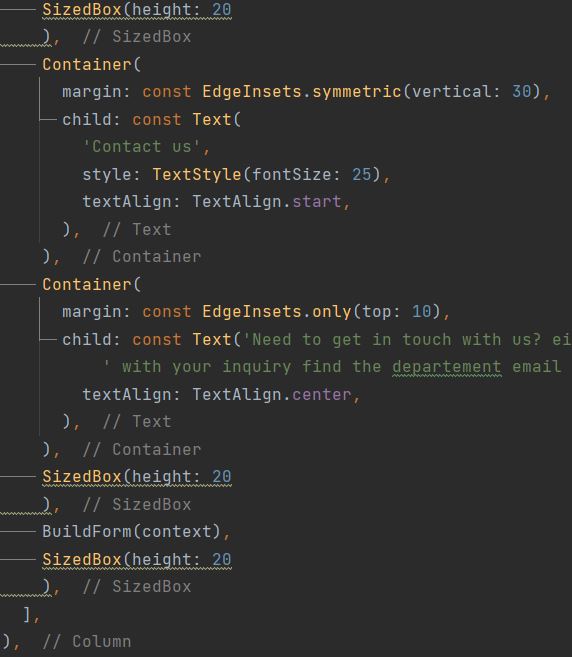 SizedBox(height: 20
), // SizedBox
Container(
margin: const EdgeInsets.symmetric(vertical: 30),
child: const Text(
'Contact us',
style: TextStyle(fontSize: 25),
textAlign: TextAlign.start,
), // Text
), // Container
Container(
margin: const EdgeInsets.only(top: 10),
child: const Text('Need to get in touch with us? ei
' with your inquiry find the departement email
textAlign: TextAlign.center,
), // Text
), // Container
SizedBox(height: 20
), // SizedBox
BuildForm(context),
SizedBox(height: 20
), // SizedBox
],
), // Column